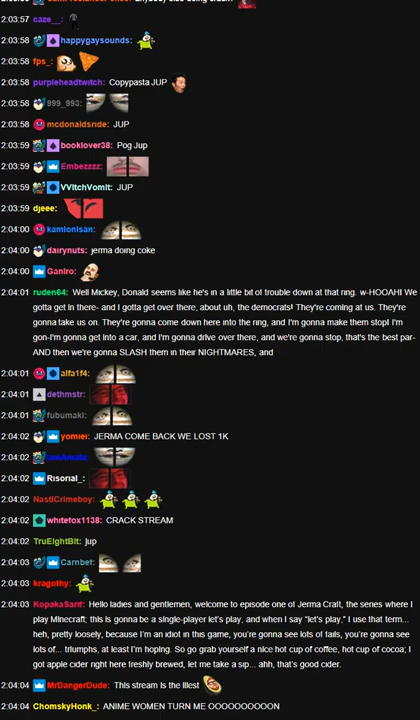 2:03:57 caze__:
2:03:58 happygaysounds:
2:03:58 fps_:
2:03:58 purpleheadtwitch: Copypasta JUP
2:03:58 999_993:
2:03:58 mcdonaldsride: JUP
2:03:59 booklover38: Pog Jup
2:03:59 Embezzzz:
2:03:59 VVitchVomit: JUP
2:03:59 djeee:
2:04:00 kamionisan:
2:04:00 dairynuts: jerma doing coke
2:04:00 Ganiro:
2:04:01 ruden64: Well Mickey, Donald seems like he's in a little bit of trouble down at that ring. w-HOOAH! We
gotta get in there- and I gotta get over there, about uh, the democrats! They're coming at us. They're
gonna take us on. They're gonna come down here into the ring, and I'm gonna make them stop! I'm
gon-I'm gonna get into a car, and I'm gonna drive over there, and we're gonna stop, that's the best par-
AND then we're gonna SLASH them in their NIGHTMARES, and
2:04:01 alfa1f4:
2:04:01 dethmstr:
2:04:01 fubumaki:
2:04:02 yomiei: JERMA COME BACK WE LOST 1K
2:04:02
2:04:02 Risorial_:
2:04:02 NastiCrimeboy:
2:04:02 whitefox1138: CRACK STREAM
2:04:02 TruEightBit: jup
2:04:03 Carnbet:
2:04:03 kragothy:
2:04:03 KopakaSarif: Hello ladies and gentlemen, welcome to episode one of Jerma Craft, the series where I
play Minecraft; this is gonna be a single-player let's play, and when I say "let's play," I use that term...
heh, pretty loosely, because I'm an idiot in this game, you're gonna see lots of fails, you're gonna see
lots of... triumphs, at least I'm hoping. So go grab yourself a nice hot cup of coffee, hot cup of cocoa; I
got apple cider right here freshly brewed, let me take a sip... ahh, that's good cider.
2:04:04 MrDangerDude: This stream is the illest
2:04:04 ChomskyHonk_: ANIME WOMEN TURN ME OOOOOOOOOON